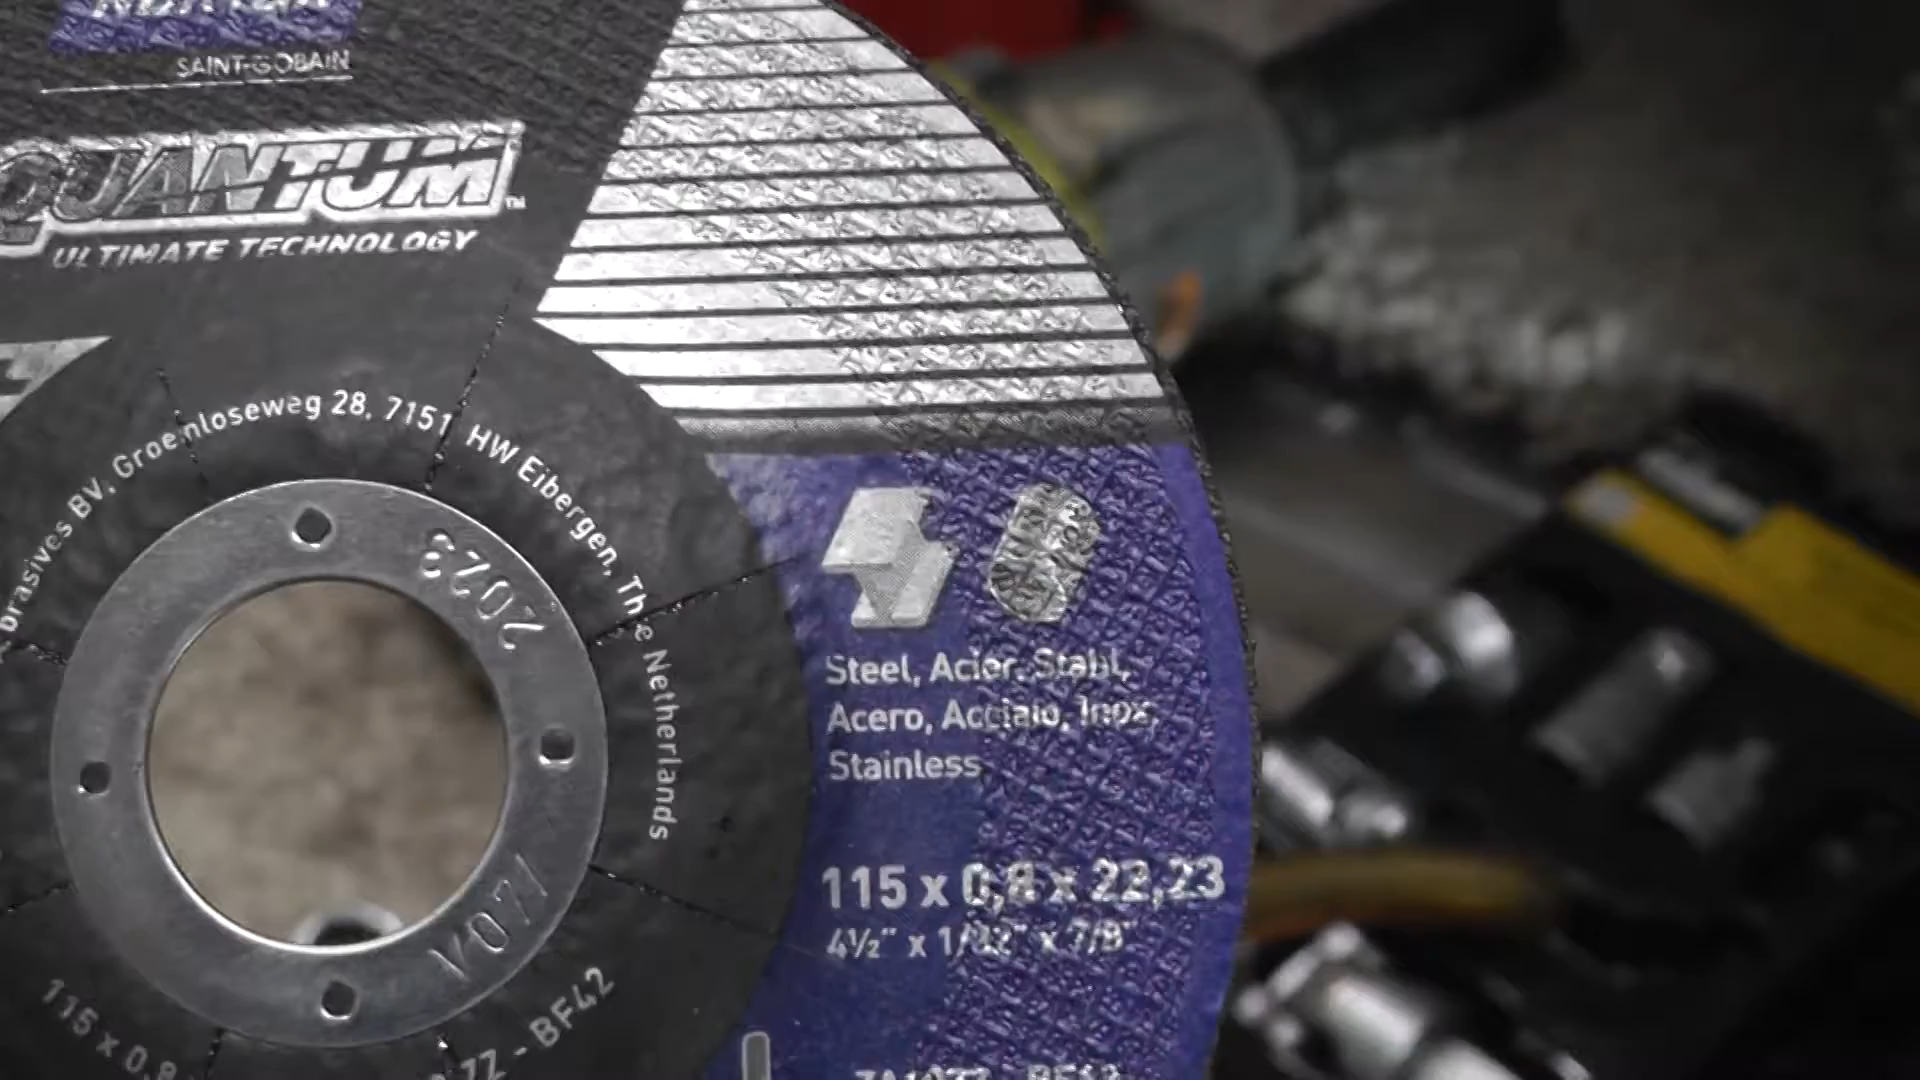 SAINT-GOBAIN
QUANTUM™
ULTIMATE TECHNOLOGY
brasives BV, Groenloseweg 28, 7151 HW Eibergen, The Netherlands
2023
V07/
Steel, Acier, Stahl,
Acero, Acciaio, Inox,
Stainless
115 x 0,8 x 22,23
4½" x 1/32" x 7/8"
115 x 0,8
- BF42